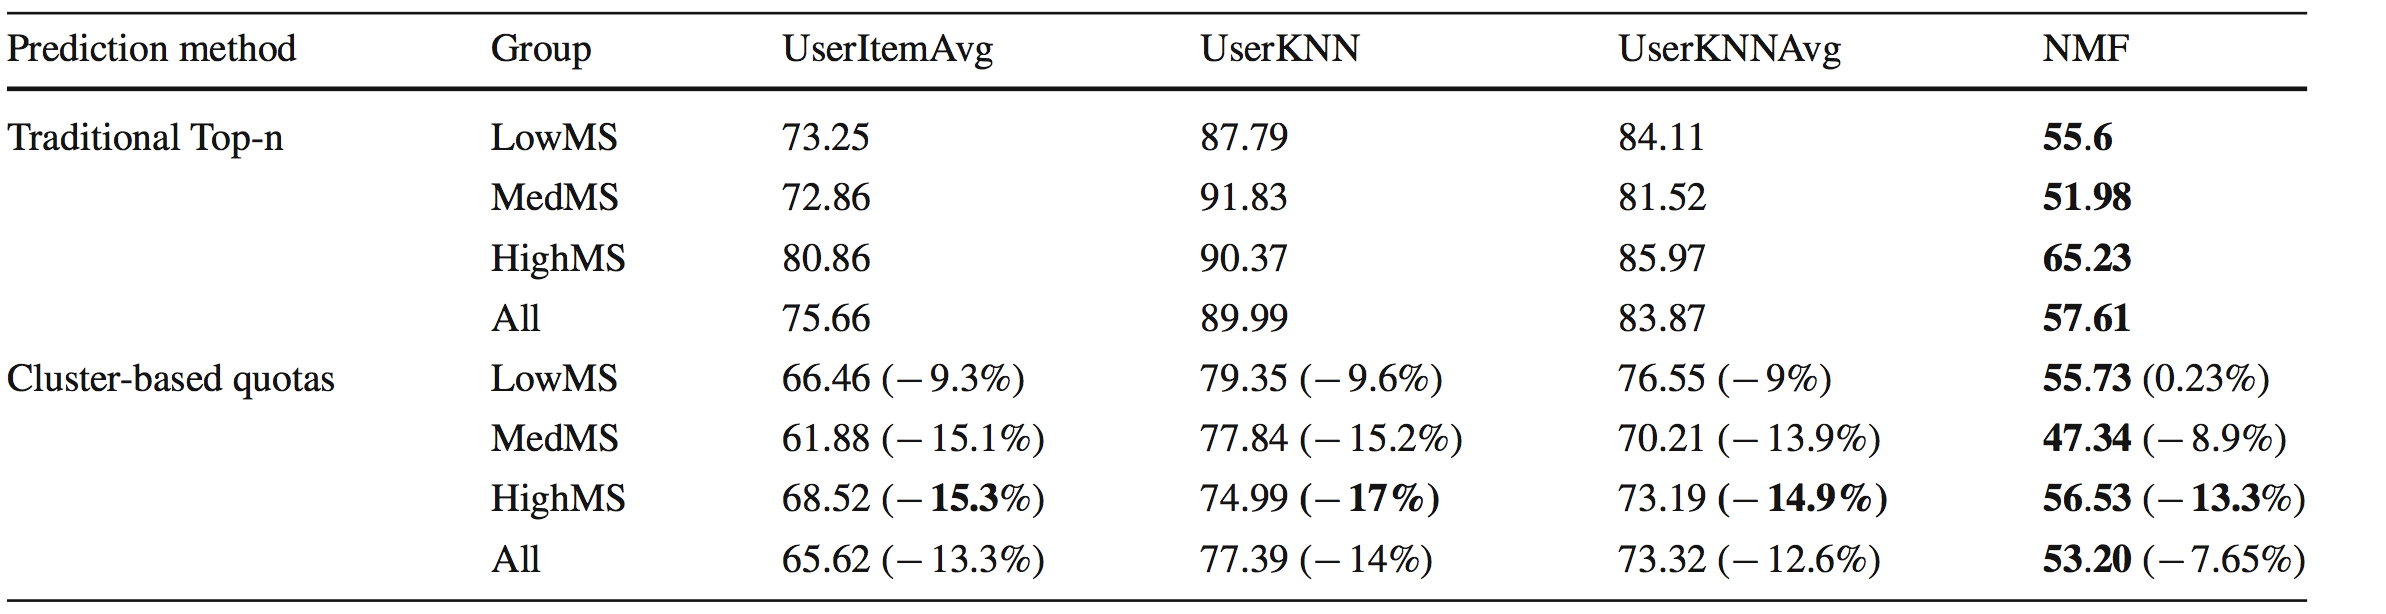 Prediction method Group UserItemAvg UserKNN UserKNNAvg NMF
Traditional Top-n LowMS 73.25 87.79 84.11 55.6
MedMS 72.86 91.83 81.52 51.98
HighMS 80.86 90.37 85.97 65.23
All 75.66 89.99 83.87 57.61
Cluster-based quotas LowMS 66.46 (−9.3%) 79.35 (−9.6%) 76.55 (−9%) 55.73 (0.23%)
MedMS 61.88 (−15.1%) 77.84 (−15.2%) 70.21 (−13.9%) 47.34 (−8.9%)
HighMS 68.52 (−15.3%) 74.99 (−17%) 73.19 (−14.9%) 56.53 (−13.3%)
All 65.62 (−13.3%) 77.39 (−14%) 73.32 (−12.6%) 53.20 (−7.65%)